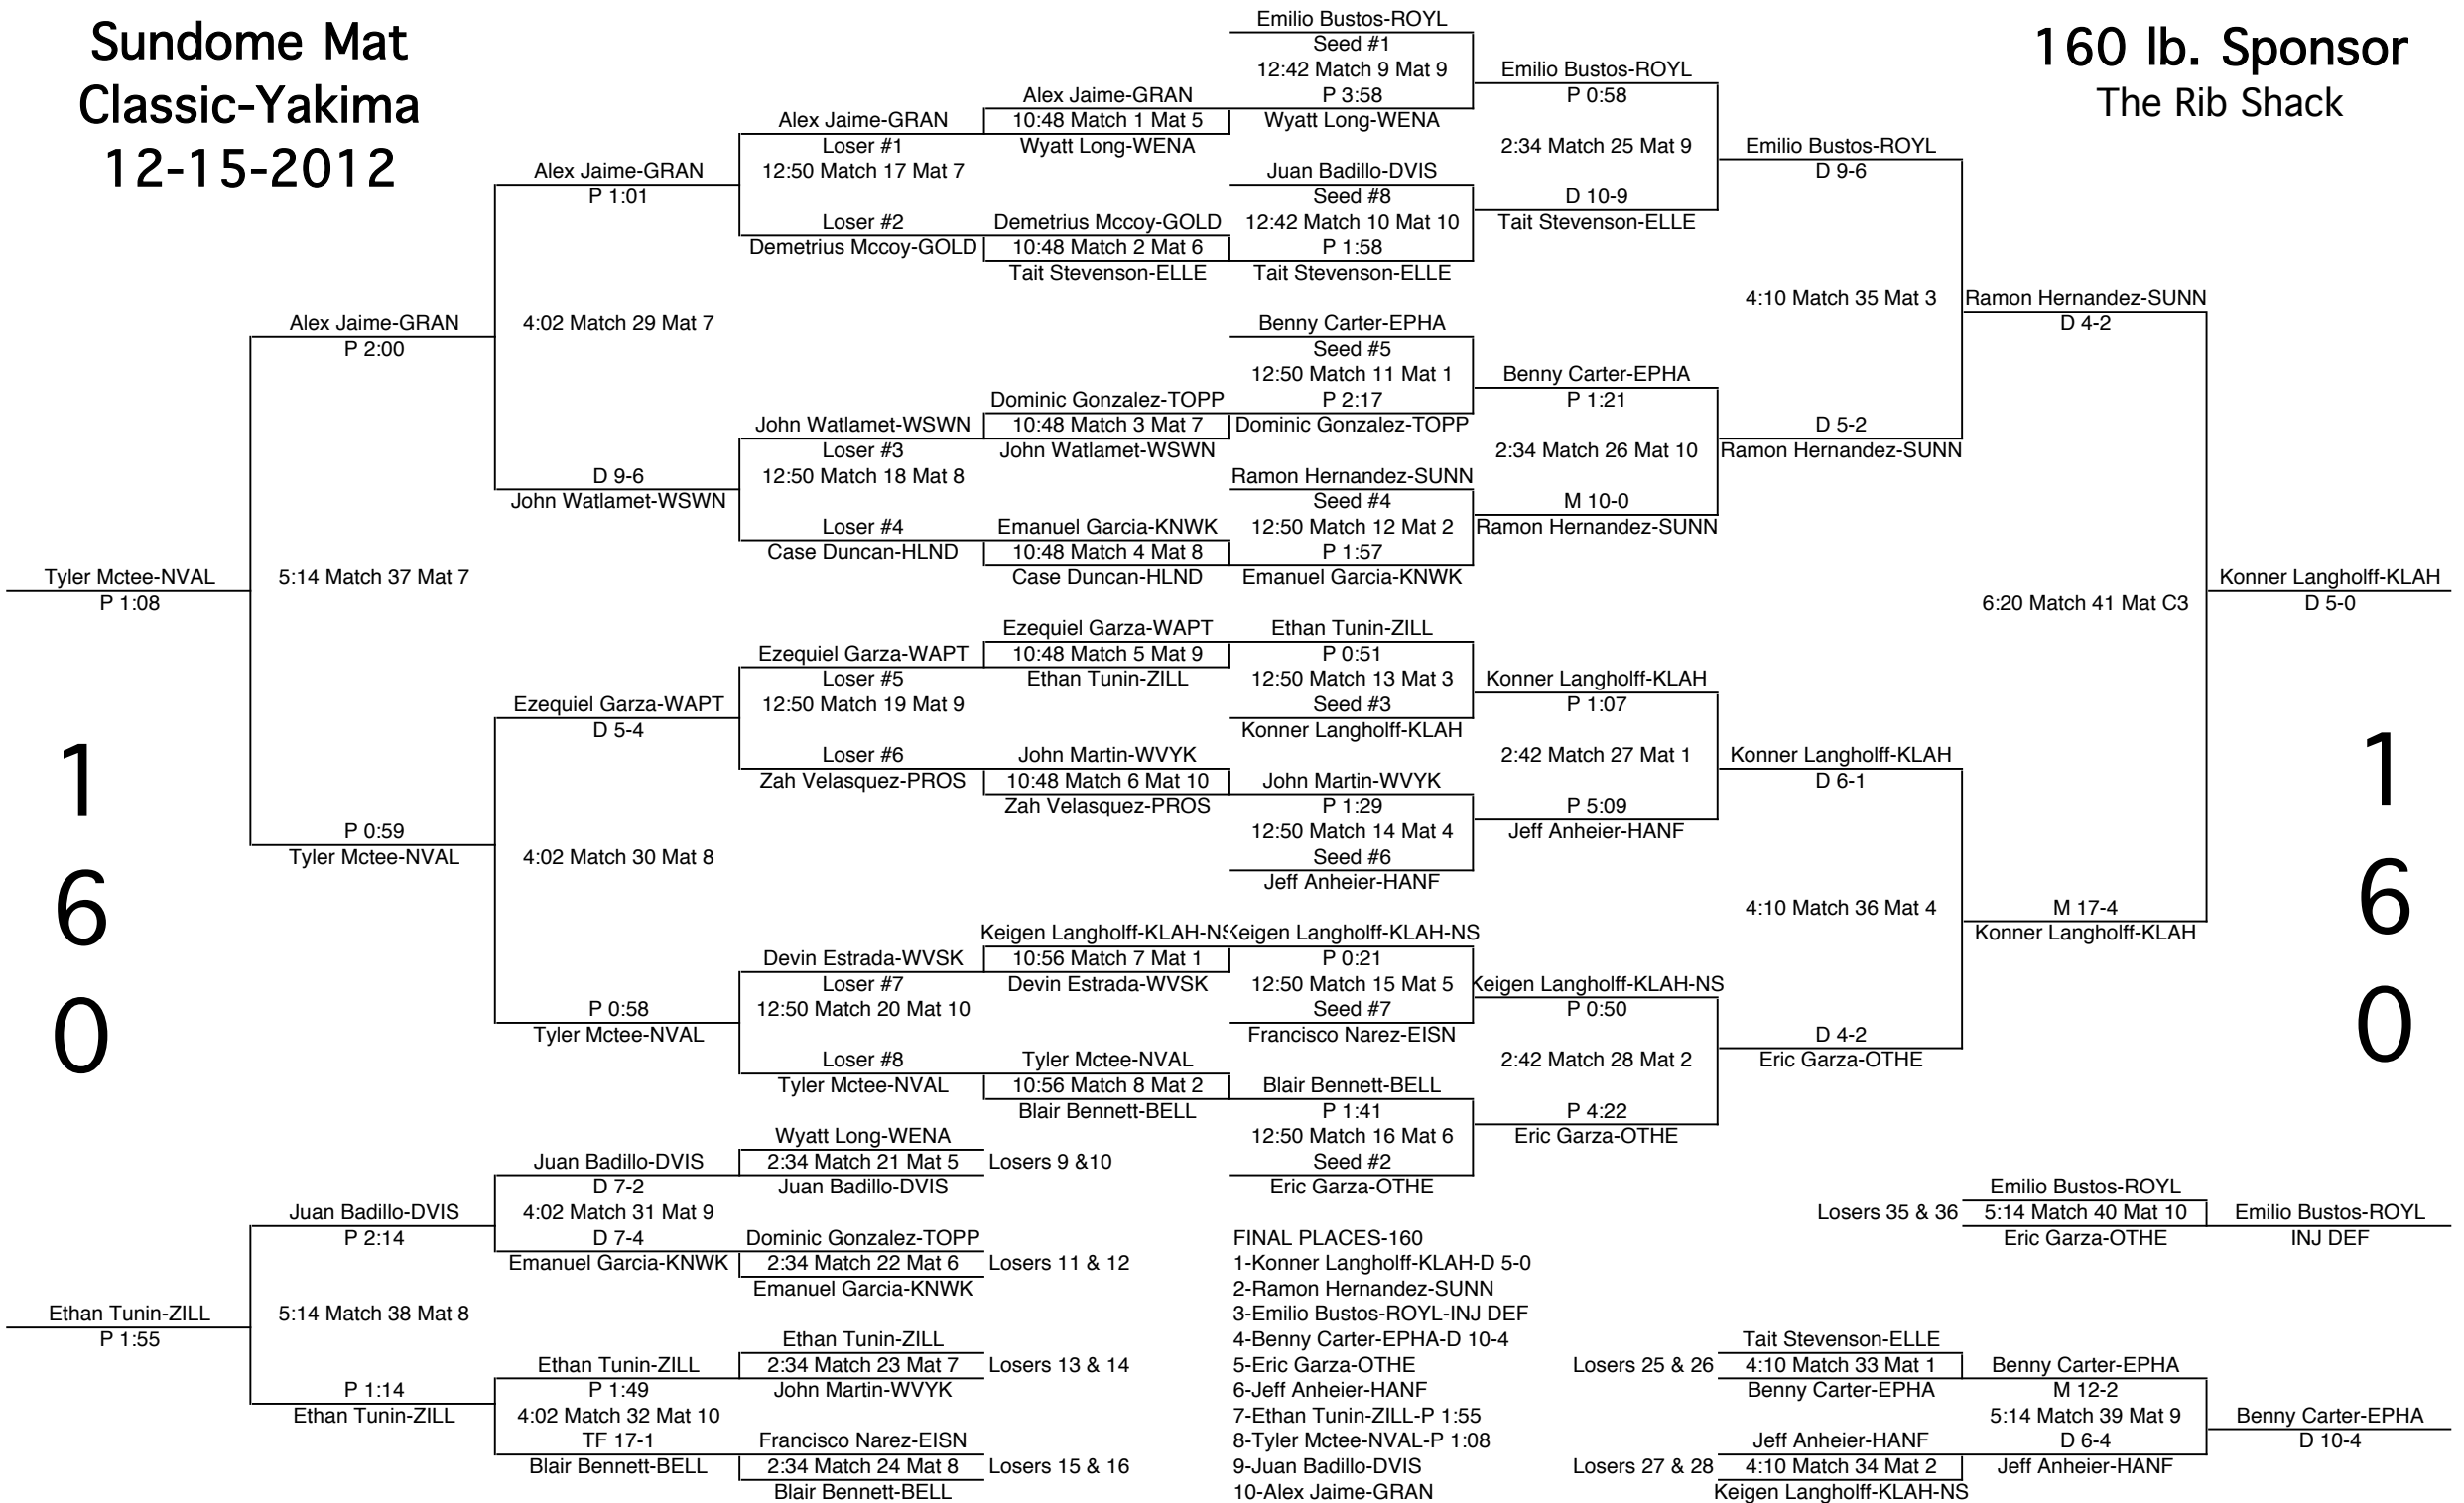 Sundome Mat
Classic-Yakima
12-15-2012
160 lb. Sponsor
The Rib Shack
Emilio Bustos-ROYL
Seed #1
12:42 Match 9 Mat 9
P 3:58
Wyatt Long-WENA
Juan Badillo-DVIS
Seed #8
12:42 Match 10 Mat 10
P 1:58
Tait Stevenson-ELLE
Benny Carter-EPHA
Seed #5
12:50 Match 11 Mat 1
P 2:17
Dominic Gonzalez-TOPP
Ramon Hernandez-SUNN
Seed #4
12:50 Match 12 Mat 2
P 1:57
Emanuel Garcia-KNWK
Ethan Tunin-ZILL
P 0:51
12:50 Match 13 Mat 3
Seed #3
Konner Langholff-KLAH
John Martin-WVYK
P 1:29
12:50 Match 14 Mat 4
Seed #6
Jeff Anheier-HANF
Keigen Langholff-KLAH-NS
P 0:21
12:50 Match 15 Mat 5
Seed #7
Francisco Narez-EISN
Blair Bennett-BELL
P 1:41
12:50 Match 16 Mat 6
Seed #2
Eric Garza-OTHE
Alex Jaime-GRAN
10:48 Match 1 Mat 5
Wyatt Long-WENA
Demetrius Mccoy-GOLD
10:48 Match 2 Mat 6
Tait Stevenson-ELLE
Dominic Gonzalez-TOPP
10:48 Match 3 Mat 7
John Watlamet-WSWN
Emanuel Garcia-KNWK
10:48 Match 4 Mat 8
Case Duncan-HLND
Ezequiel Garza-WAPT
10:48 Match 5 Mat 9
Ethan Tunin-ZILL
John Martin-WVYK
10:48 Match 6 Mat 10
Zah Velasquez-PROS
Keigen Langholff-KLAH-NS
10:56 Match 7 Mat 1
Devin Estrada-WVSK
Tyler Mctee-NVAL
10:56 Match 8 Mat 2
Blair Bennett-BELL
Alex Jaime-GRAN
Loser #1
12:50 Match 17 Mat 7
Loser #2
Demetrius Mccoy-GOLD
John Watlamet-WSWN
Loser #3
12:50 Match 18 Mat 8
Loser #4
Case Duncan-HLND
Ezequiel Garza-WAPT
Loser #5
12:50 Match 19 Mat 9
Loser #6
Zah Velasquez-PROS
Devin Estrada-WVSK
Loser #7
12:50 Match 20 Mat 10
Loser #8
Tyler Mctee-NVAL
Alex Jaime-GRAN
P 1:01
4:02 Match 29 Mat 7
D 9-6
John Watlamet-WSWN
Ezequiel Garza-WAPT
D 5-4
4:02 Match 30 Mat 8
P 0:58
Tyler Mctee-NVAL
Alex Jaime-GRAN
P 2:00
5:14 Match 37 Mat 7
P 0:59
Tyler Mctee-NVAL
Tyler Mctee-NVAL
P 1:08
1
6
0
Emilio Bustos-ROYL
P 0:58
2:34 Match 25 Mat 9
D 10-9
Tait Stevenson-ELLE
Benny Carter-EPHA
P 1:21
2:34 Match 26 Mat 10
M 10-0
Ramon Hernandez-SUNN
Konner Langholff-KLAH
P 1:07
2:42 Match 27 Mat 1
P 5:09
Jeff Anheier-HANF
Keigen Langholff-KLAH-NS
P 0:50
2:42 Match 28 Mat 2
P 4:22
Eric Garza-OTHE
Emilio Bustos-ROYL
D 9-6
4:10 Match 35 Mat 3
D 5-2
Ramon Hernandez-SUNN
Konner Langholff-KLAH
D 6-1
4:10 Match 36 Mat 4
D 4-2
Eric Garza-OTHE
Ramon Hernandez-SUNN
D 4-2
6:20 Match 41 Mat C3
M 17-4
Konner Langholff-KLAH
Konner Langholff-KLAH
D 5-0
1
6
0
Wyatt Long-WENA
2:34 Match 21 Mat 5
Losers 9 &10
Juan Badillo-DVIS
Dominic Gonzalez-TOPP
2:34 Match 22 Mat 6
Losers 11 & 12
Emanuel Garcia-KNWK
Ethan Tunin-ZILL
2:34 Match 23 Mat 7
Losers 13 & 14
John Martin-WVYK
Francisco Narez-EISN
2:34 Match 24 Mat 8
Losers 15 & 16
Blair Bennett-BELL
Juan Badillo-DVIS
D 7-2
4:02 Match 31 Mat 9
D 7-4
Emanuel Garcia-KNWK
Ethan Tunin-ZILL
P 1:49
4:02 Match 32 Mat 10
TF 17-1
Blair Bennett-BELL
Juan Badillo-DVIS
P 2:14
5:14 Match 38 Mat 8
P 1:14
Ethan Tunin-ZILL
Ethan Tunin-ZILL
P 1:55
FINAL PLACES-160
1-Konner Langholff-KLAH-D 5-0
2-Ramon Hernandez-SUNN
3-Emilio Bustos-ROYL-INJ DEF
4-Benny Carter-EPHA-D 10-4
5-Eric Garza-OTHE
6-Jeff Anheier-HANF
7-Ethan Tunin-ZILL-P 1:55
8-Tyler Mctee-NVAL-P 1:08
9-Juan Badillo-DVIS
10-Alex Jaime-GRAN
Emilio Bustos-ROYL
Losers 35 & 36
5:14 Match 40 Mat 10
Eric Garza-OTHE
Emilio Bustos-ROYL
INJ DEF
Tait Stevenson-ELLE
Losers 25 & 26
4:10 Match 33 Mat 1
Benny Carter-EPHA
Jeff Anheier-HANF
Losers 27 & 28
4:10 Match 34 Mat 2
Keigen Langholff-KLAH-NS
Benny Carter-EPHA
M 12-2
5:14 Match 39 Mat 9
D 6-4
Jeff Anheier-HANF
Benny Carter-EPHA
D 10-4